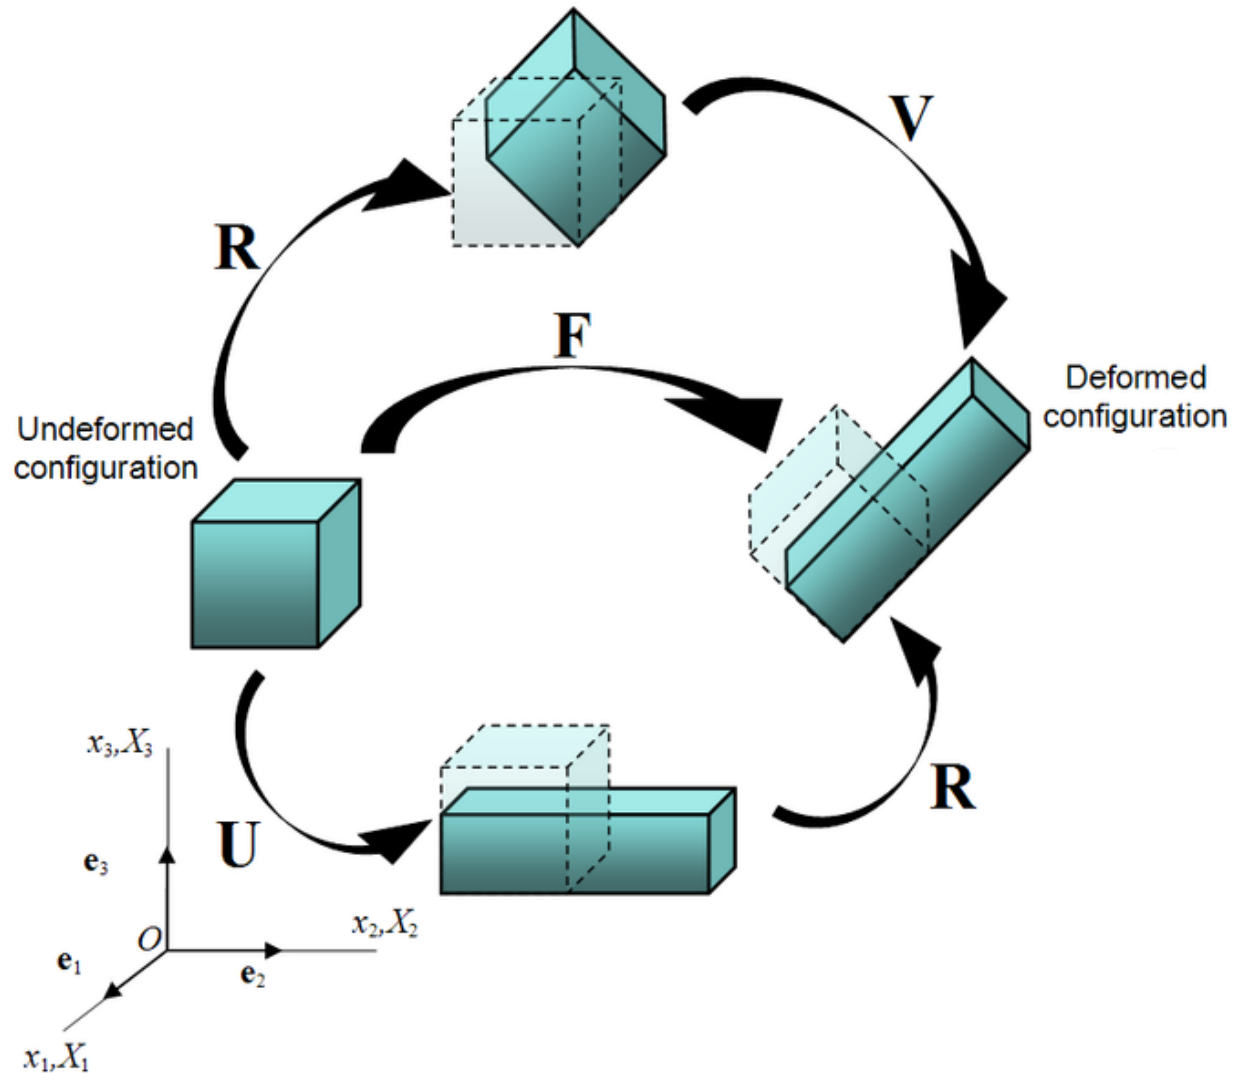 V
R
F
Deformed
configuration
Undeformed
configuration
x₃,X₃
R
U
e₃
x₂,X₂
O
e₁
e₂
x₁,X₁